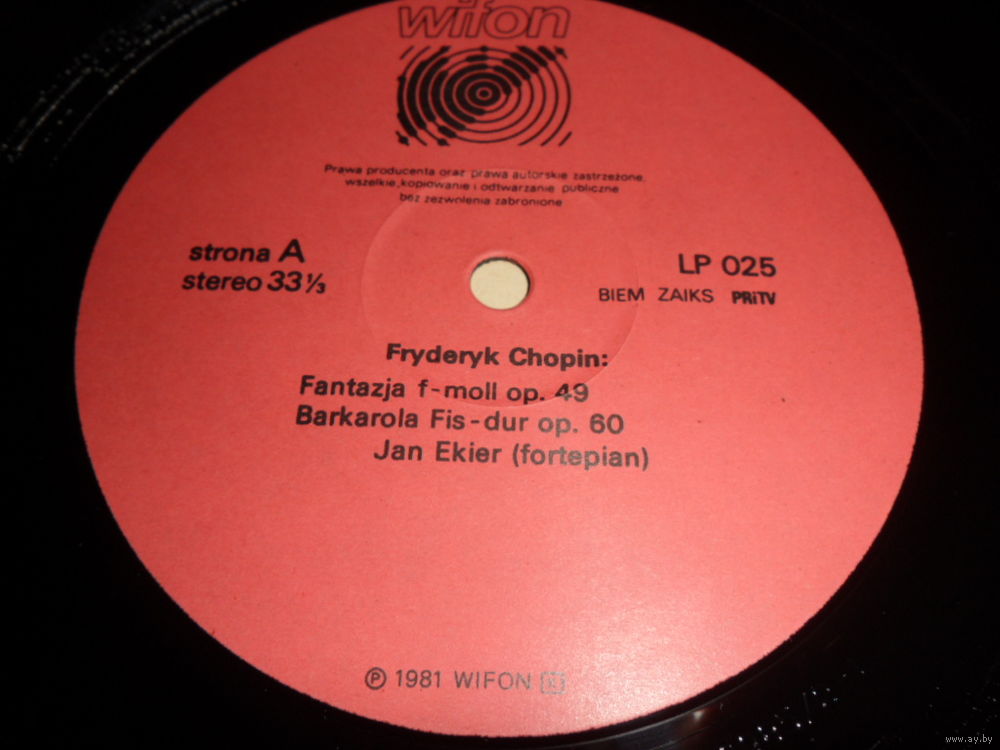 wifon
Prawa producenta oraz prawa autorskie zastrzeżone,
wszelkie kopiowanie i odtwarzanie publiczne
bez zezwolenia zabronione
strona A
stereo 33 1/3
LP 025
BIEM ZAIKS PRiTV
Fryderyk Chopin:
Fantazja f-moll op. 49
Barkarola Fis-dur op. 60
Jan Ekier (fortepian)
℗ 1981 WIFON
www.ay.by